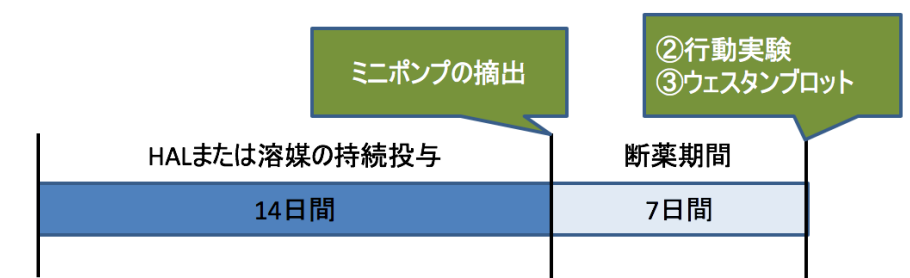 ミニポンプの摘出
②行動実験
③ウェスタンブロット
HALまたは溶媒の持続投与
断薬期間
14日間
7日間